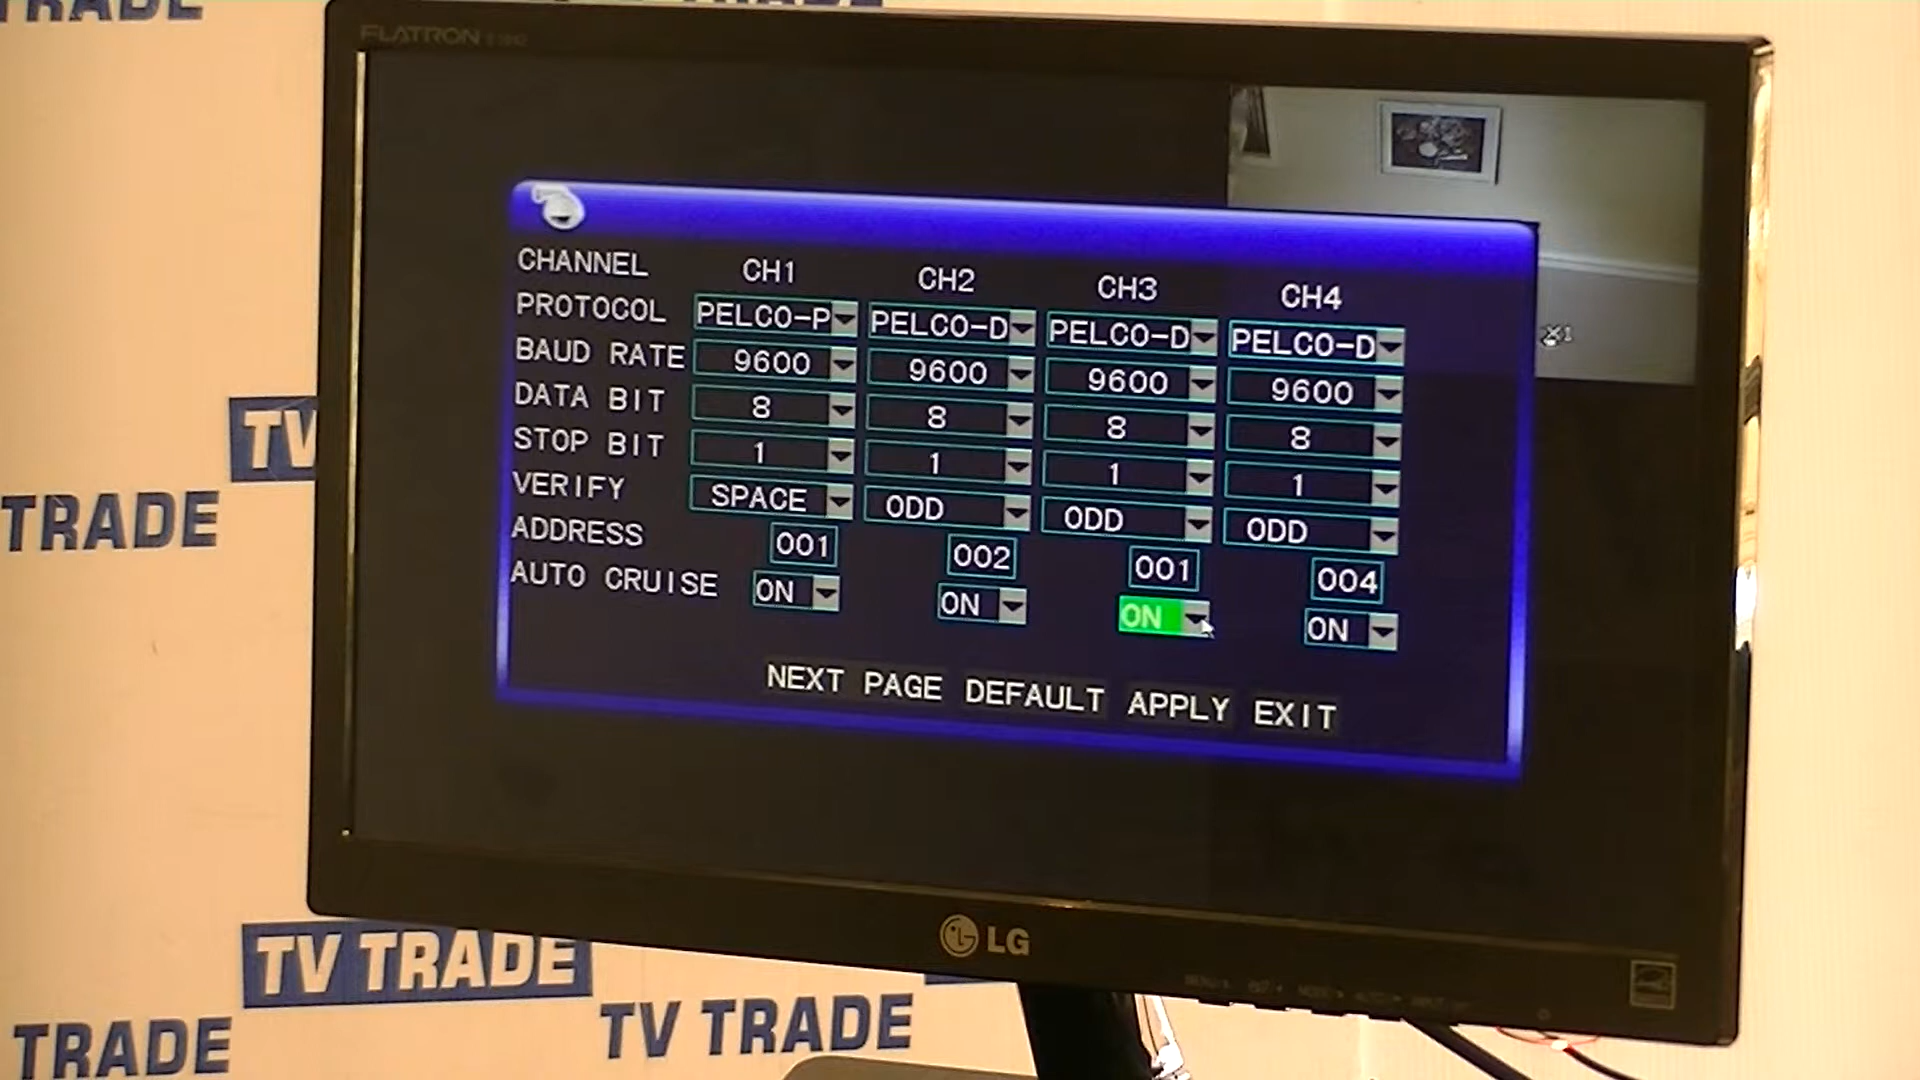 TRADE
FLATRON
CHANNEL CH1 CH2 CH3 CH4
PROTOCOL PELCO-P PELCO-D PELCO-D PELCO-D
BAUD RATE 9600 9600 9600 9600
DATA BIT 8 8 8 8
STOP BIT 1 1 1 1
VERIFY SPACE ODD ODD ODD
ADDRESS 001 002 001 004
AUTO CRUISE ON ON ON ON
NEXT PAGE DEFAULT APPLY EXIT
TV
TRADE
LG
TV TRADE
TV TRADE
TRADE